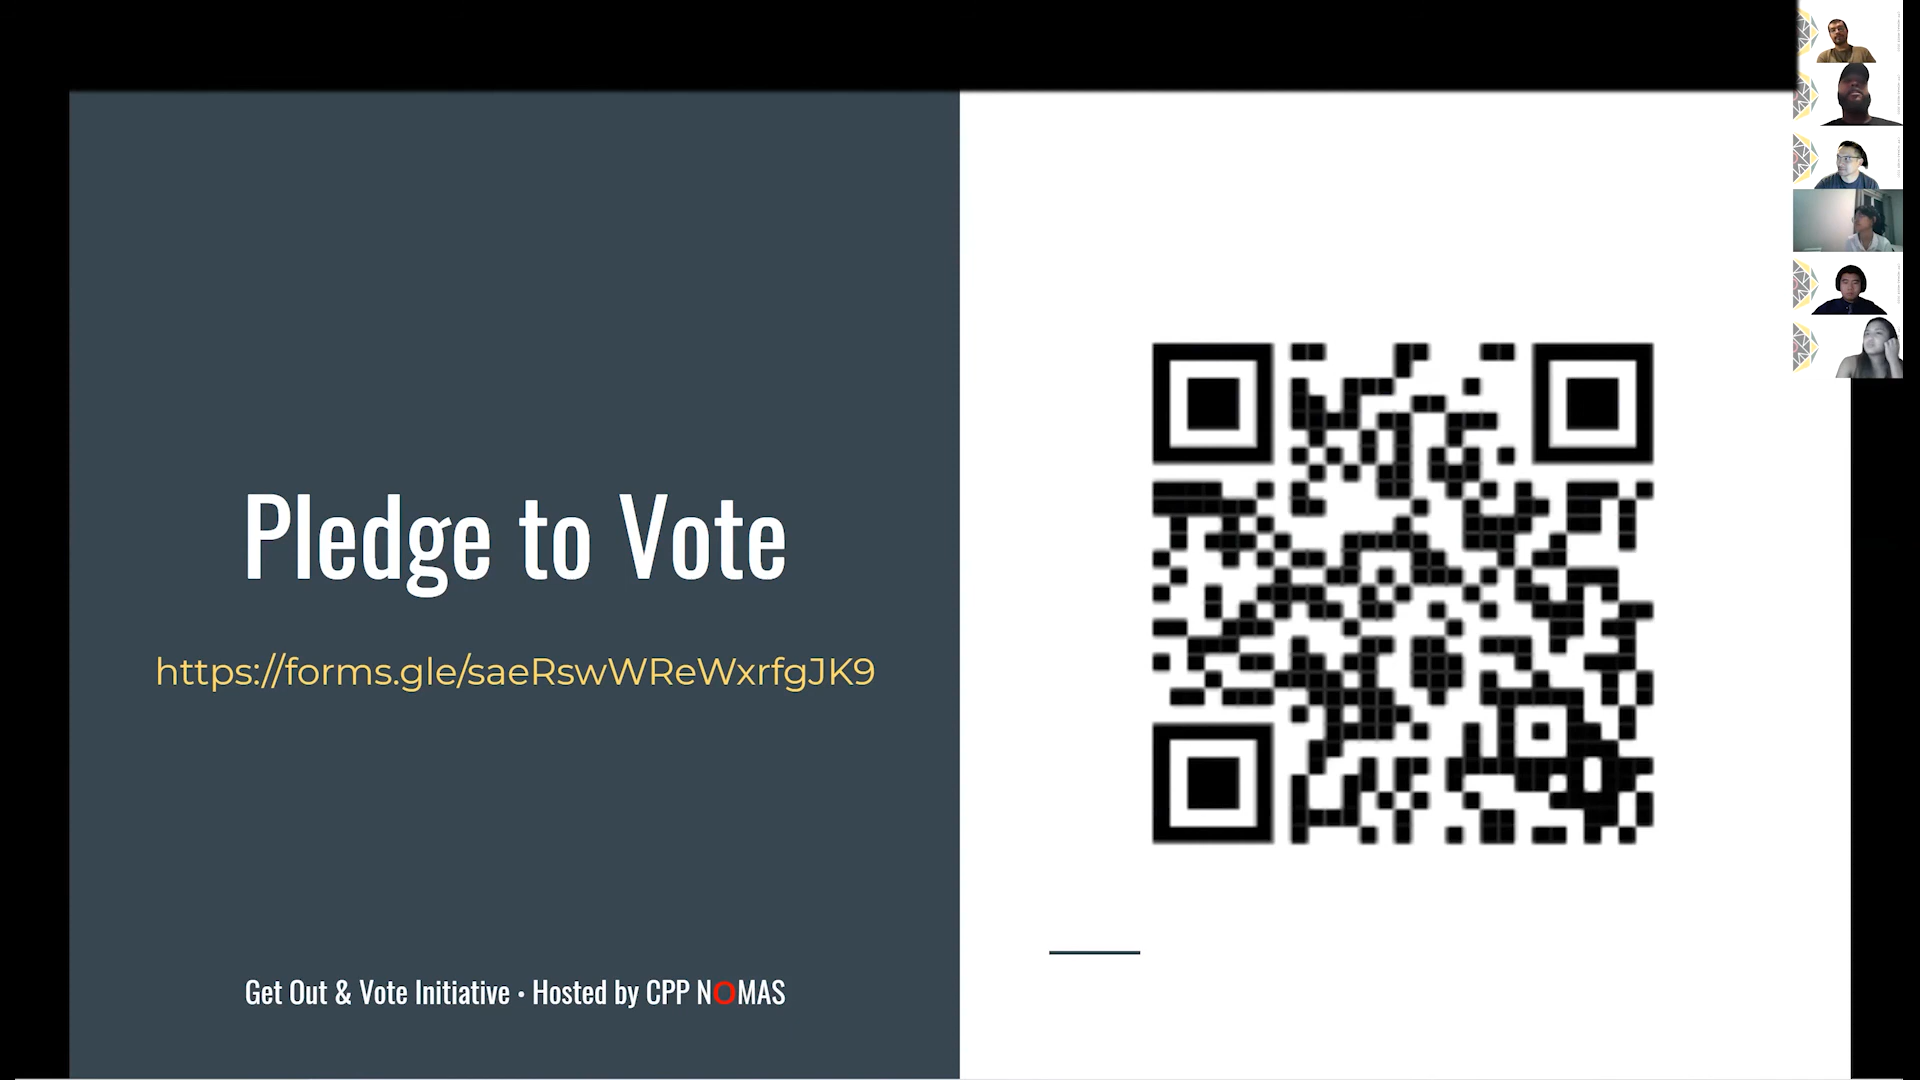 Pledge to Vote
https://forms.gle/saeRswWReWxrfgJK9
Get Out & Vote Initiative • Hosted by CPP NOMAS